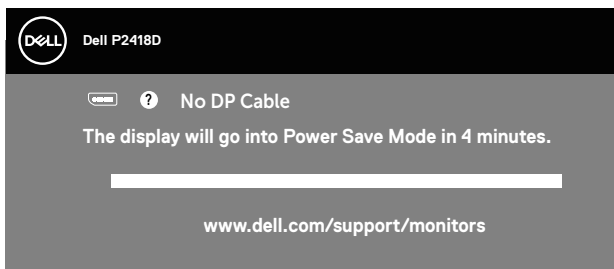 DELL
Dell P2418D
? No DP Cable
The display will go into Power Save Mode in 4 minutes.
www.dell.com/support/monitors